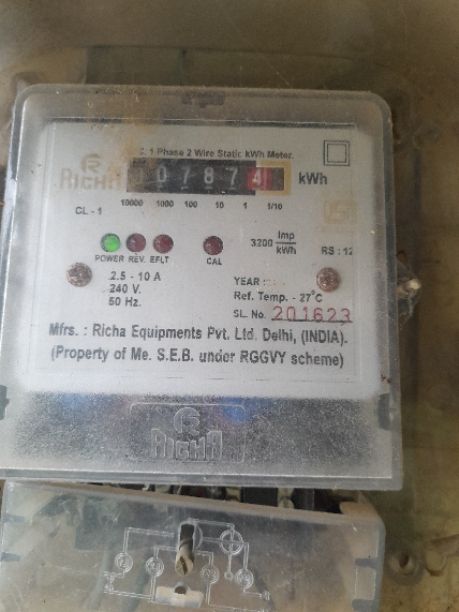 1 Phase 2 Wire Static kWh Meter.
RICHA
07874 kWh
CL - 1
10000 1000 100 10 1 1/10
POWER REV. EFLT CAL
3200 Imp/kWh
RS : 12
2.5 - 10 A
240 V.
50 Hz.
YEAR :
Ref. Temp. - 27°C
SL. No. 201623
Mfrs. : Richa Equipments Pvt. Ltd. Delhi, (INDIA).
(Property of Me. S.E.B. under RGGVY scheme)
RICHA